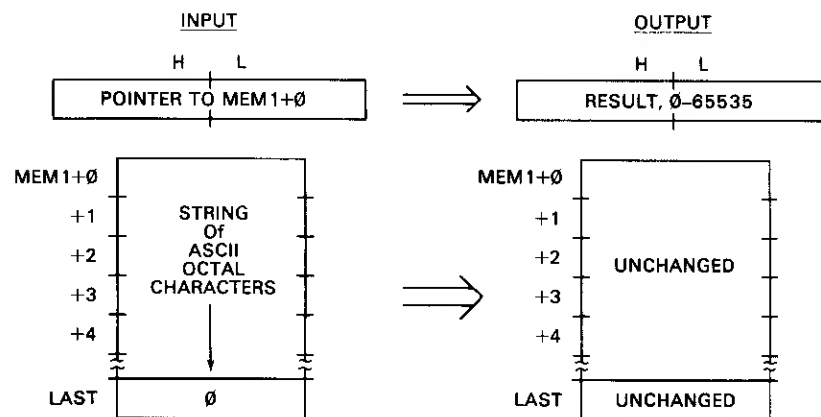 INPUT
H L
POINTER TO MEM1+Ø
MEM1+Ø
+1
+2
+3
+4
LAST
STRING
Of
ASCII
OCTAL
CHARACTERS
Ø
OUTPUT
H L
RESULT, Ø–65535
MEM1+Ø
+1
+2
+3
+4
LAST
UNCHANGED
UNCHANGED